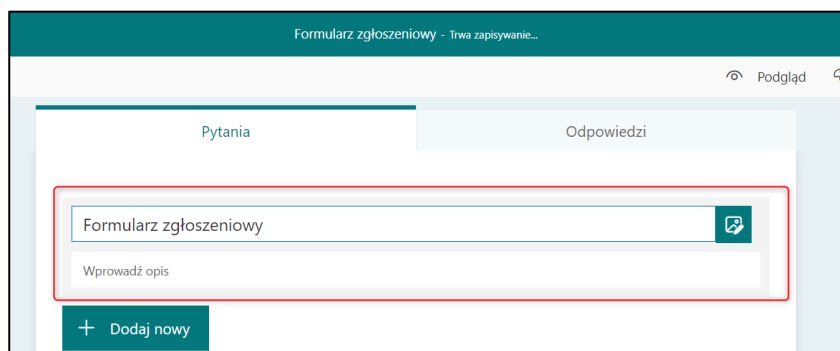 Formularz zgłoszeniowy - Trwa zapisywanie...
Podgląd
Pytania
Odpowiedzi
Formularz zgłoszeniowy
Wprowadź opis
+ Dodaj nowy